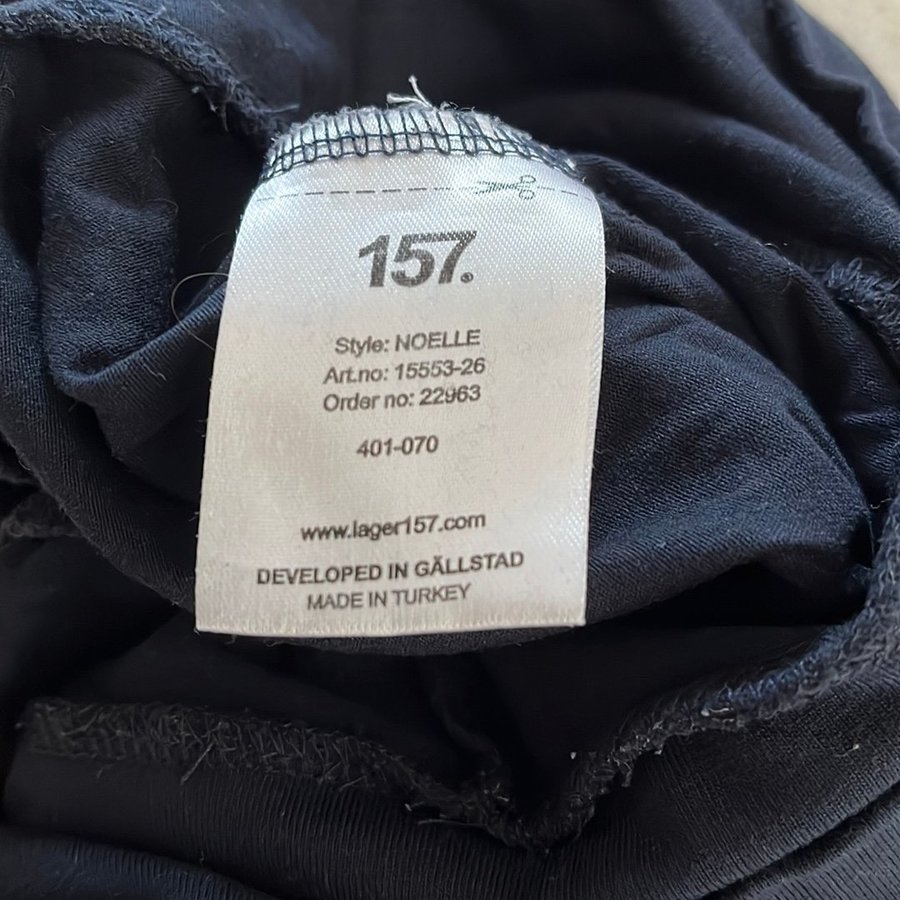 157.
Style: NOELLE
Art.no: 15553-26
Order no: 22963
401-070
www.lager157.com
DEVELOPED IN GÄLLSTAD
MADE IN TURKEY